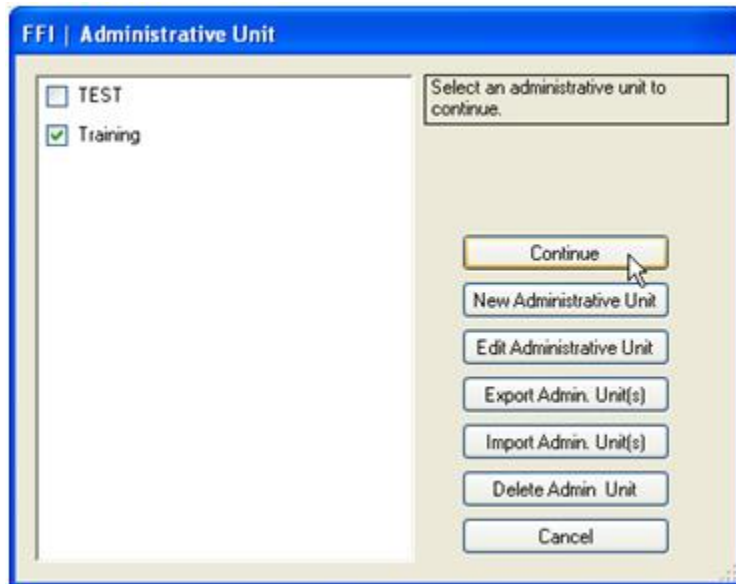 FFI | Administrative Unit
TEST
Training
Select an administrative unit to
continue.
Continue
New Administrative Unit
Edit Administrative Unit
Export Admin. Unit(s)
Import Admin. Unit(s)
Delete Admin Unit
Cancel